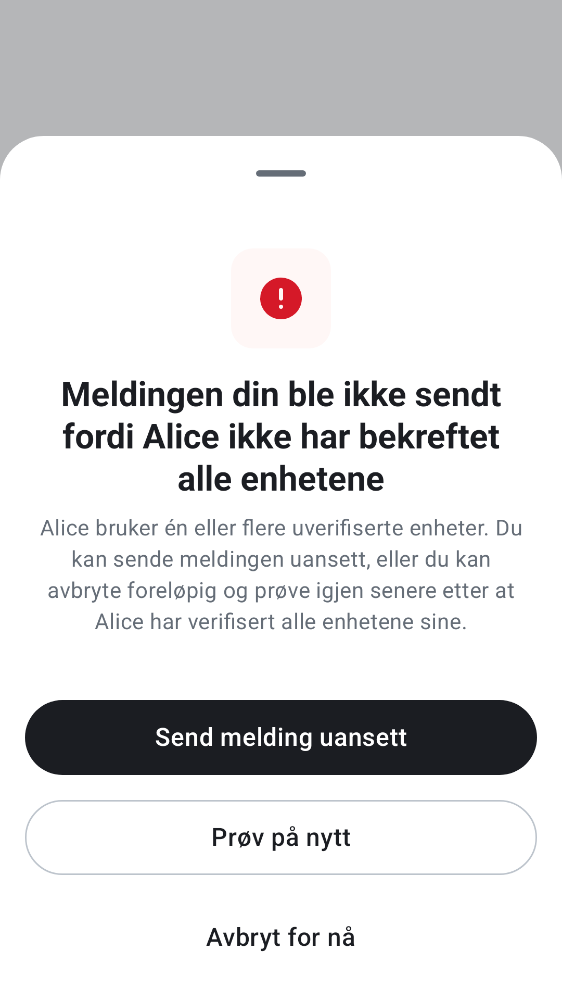 Meldingen din ble ikke sendt
fordi Alice ikke har bekreftet
alle enhetene
Alice bruker én eller flere uverifiserte enheter. Du
kan sende meldingen uansett, eller du kan
avbryte foreløpig og prøve igjen senere etter at
Alice har verifisert alle enhetene sine.
Send melding uansett
Prøv på nytt
Avbryt for nå